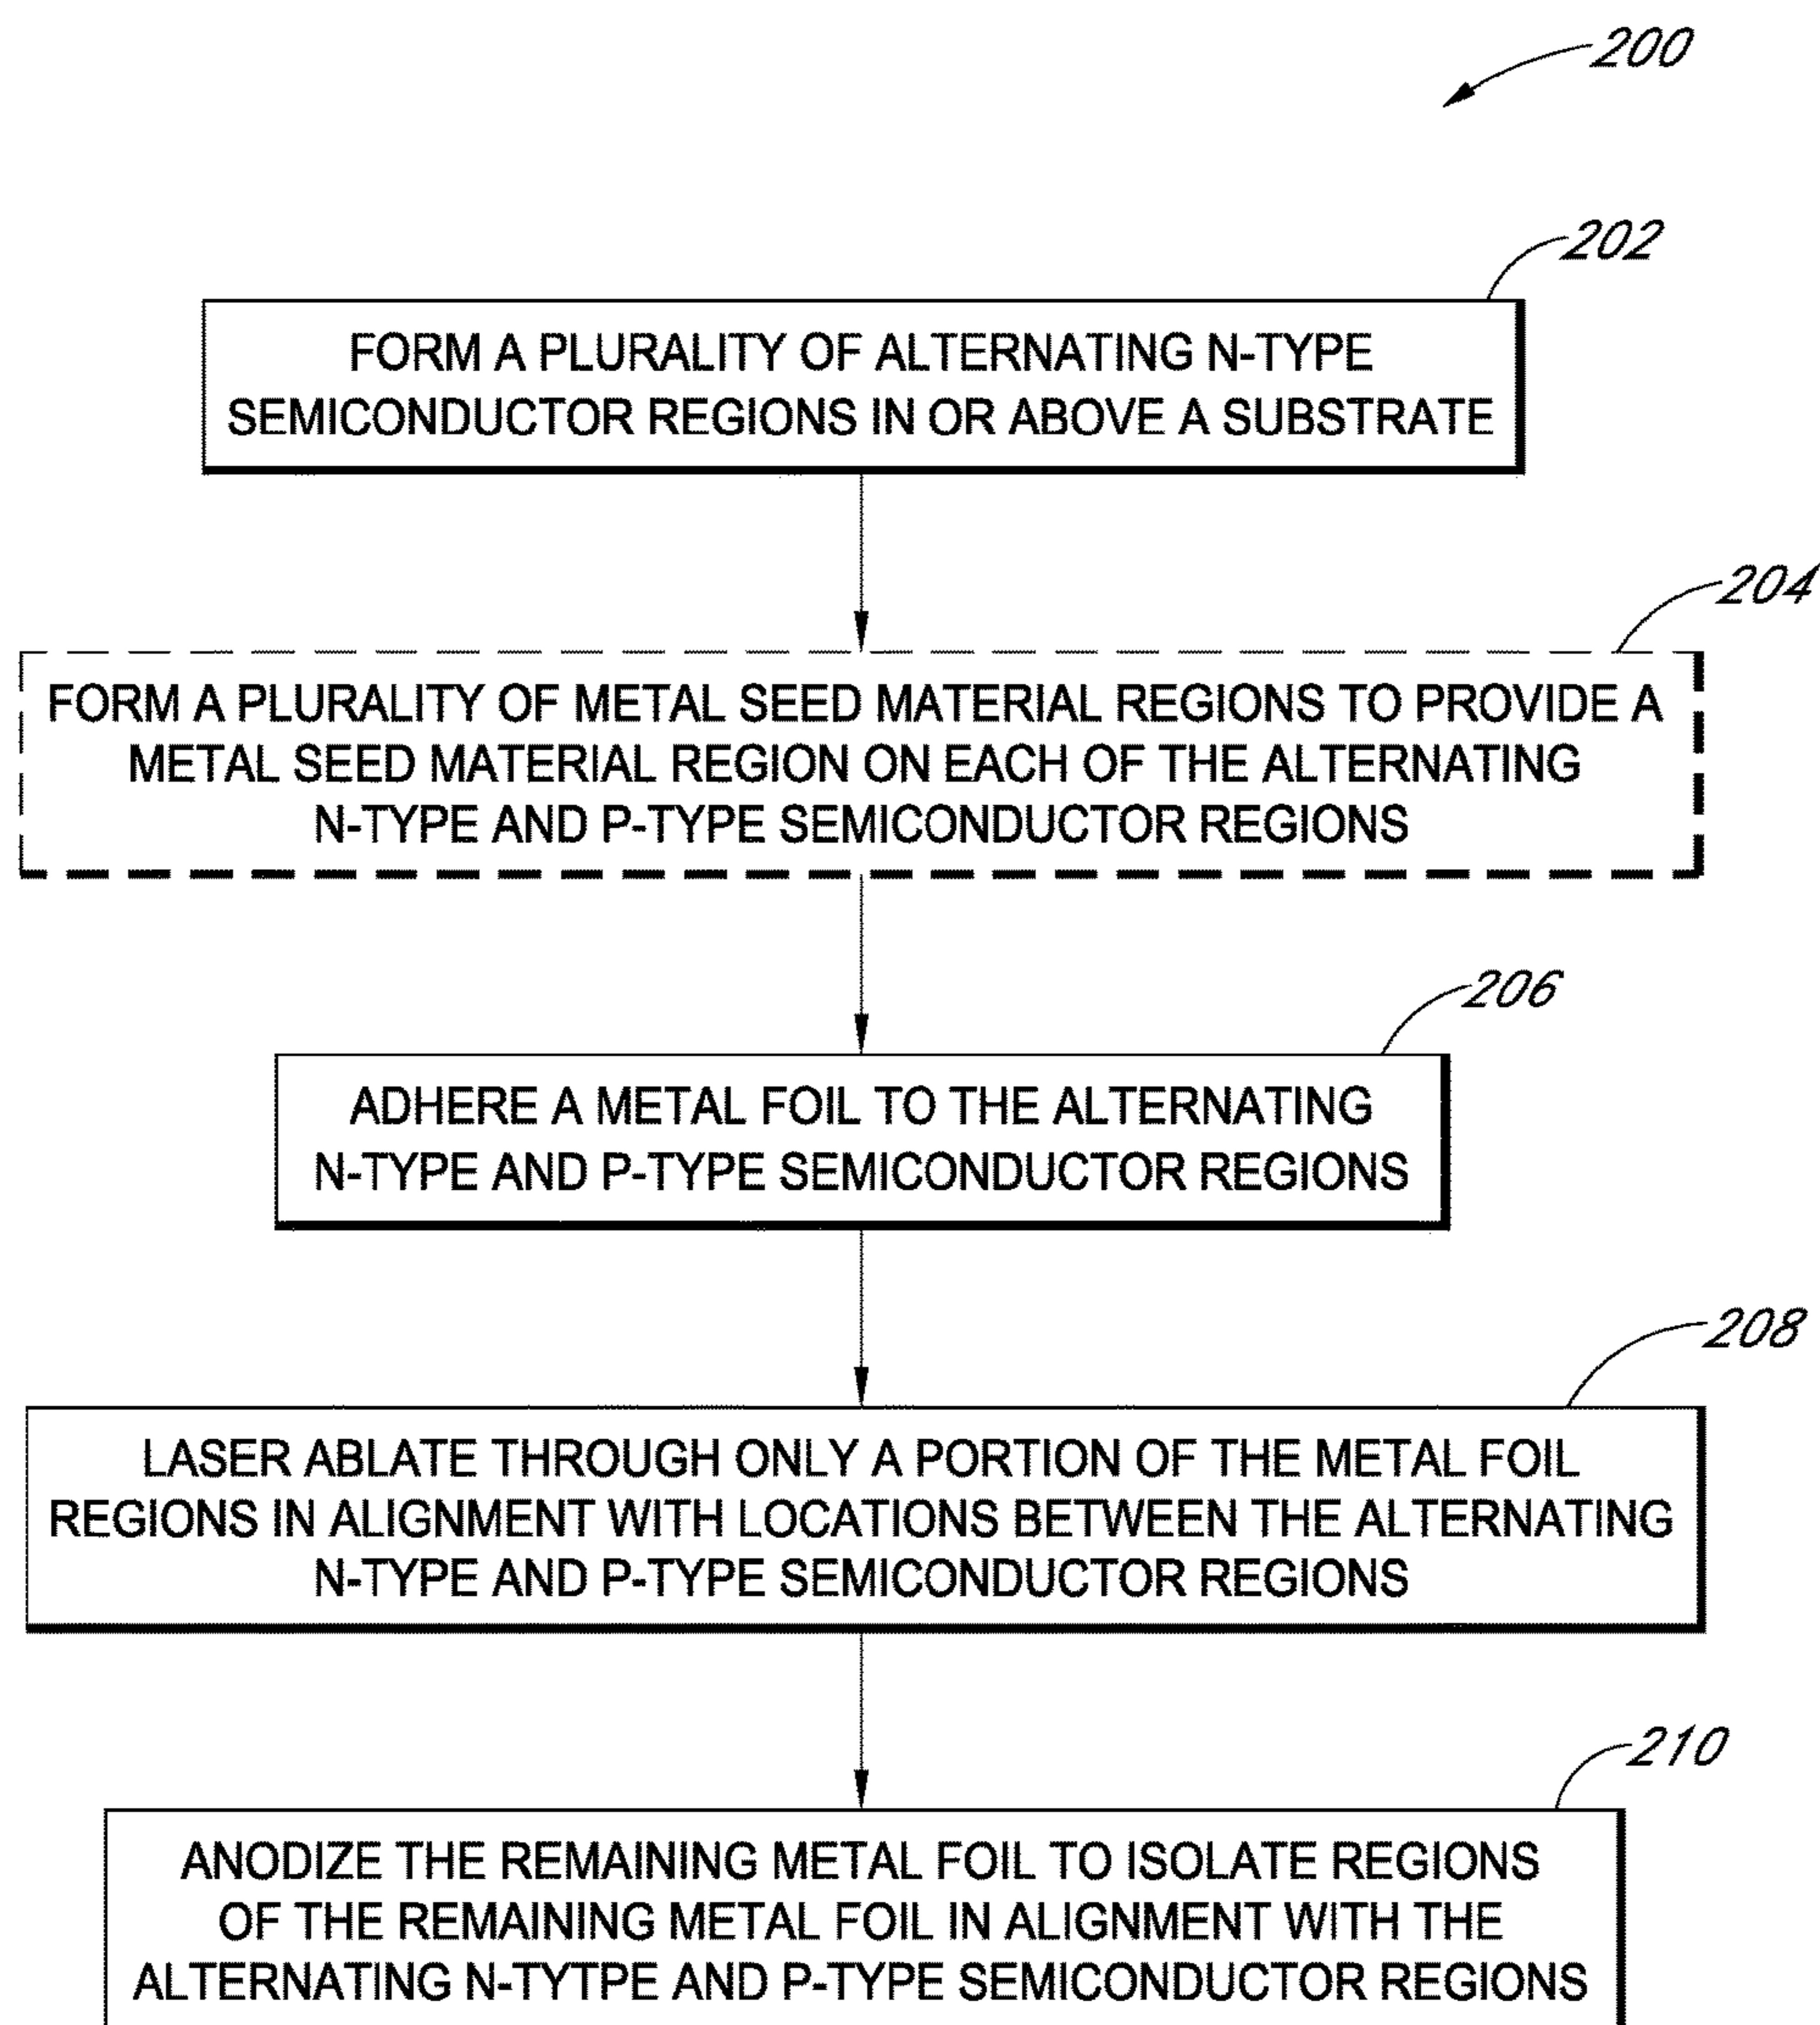 200
202
FORM A PLURALITY OF ALTERNATING N-TYPE
SEMICONDUCTOR REGIONS IN OR ABOVE A SUBSTRATE
204
FORM A PLURALITY OF METAL SEED MATERIAL REGIONS TO PROVIDE A
METAL SEED MATERIAL REGION ON EACH OF THE ALTERNATING
N-TYPE AND P-TYPE SEMICONDUCTOR REGIONS
206
ADHERE A METAL FOIL TO THE ALTERNATING
N-TYPE AND P-TYPE SEMICONDUCTOR REGIONS
208
LASER ABLATE THROUGH ONLY A PORTION OF THE METAL FOIL
REGIONS IN ALIGNMENT WITH LOCATIONS BETWEEN THE ALTERNATING
N-TYPE AND P-TYPE SEMICONDUCTOR REGIONS
210
ANODIZE THE REMAINING METAL FOIL TO ISOLATE REGIONS
OF THE REMAINING METAL FOIL IN ALIGNMENT WITH THE
ALTERNATING N-TYTPE AND P-TYPE SEMICONDUCTOR REGIONS